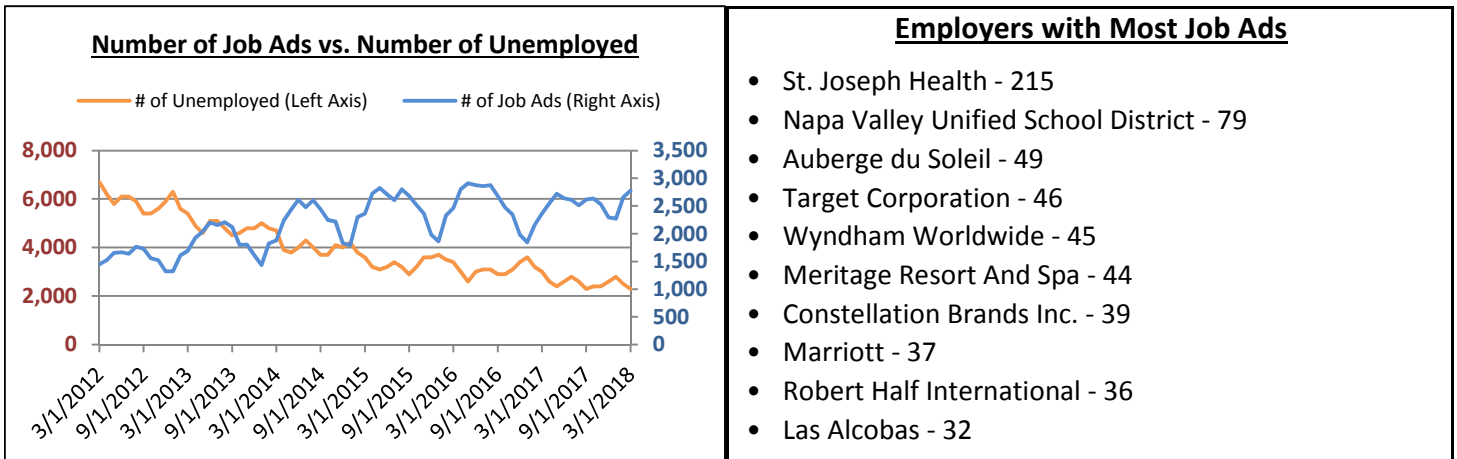 Number of Job Ads vs. Number of Unemployed
# of Unemployed (Left Axis)
# of Job Ads (Right Axis)
8,000
6,000
4,000
2,000
0
3,500
3,000
2,500
2,000
1,500
1,000
500
0
3/1/2012
9/1/2012
3/1/2013
9/1/2013
3/1/2014
9/1/2014
3/1/2015
9/1/2015
3/1/2016
9/1/2016
3/1/2017
9/1/2017
3/1/2018
Employers with Most Job Ads
• St. Joseph Health - 215
• Napa Valley Unified School District - 79
• Auberge du Soleil - 49
• Target Corporation - 46
• Wyndham Worldwide - 45
• Meritage Resort And Spa - 44
• Constellation Brands Inc. - 39
• Marriott - 37
• Robert Half International - 36
• Las Alcobas - 32